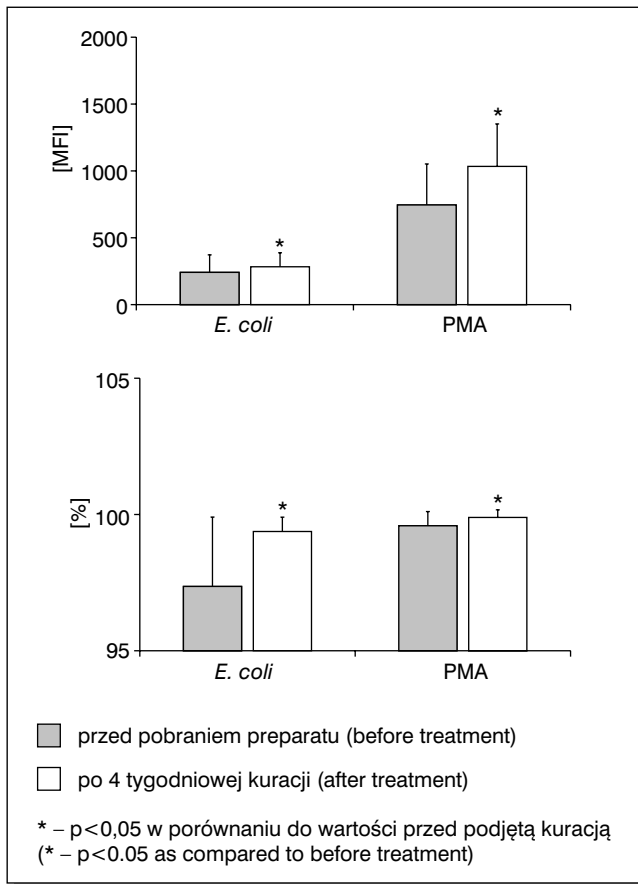 2000
1500
1000
500
0
[MFI]
*
*
E. coli
PMA
105
100
95
[%]
*
*
E. coli
PMA
przed pobraniem preparatu (before treatment)
po 4 tygodniowej kuracji (after treatment)
* – p<0,05 w porównaniu do wartości przed podjętą kuracją
(* – p<0.05 as compared to before treatment)